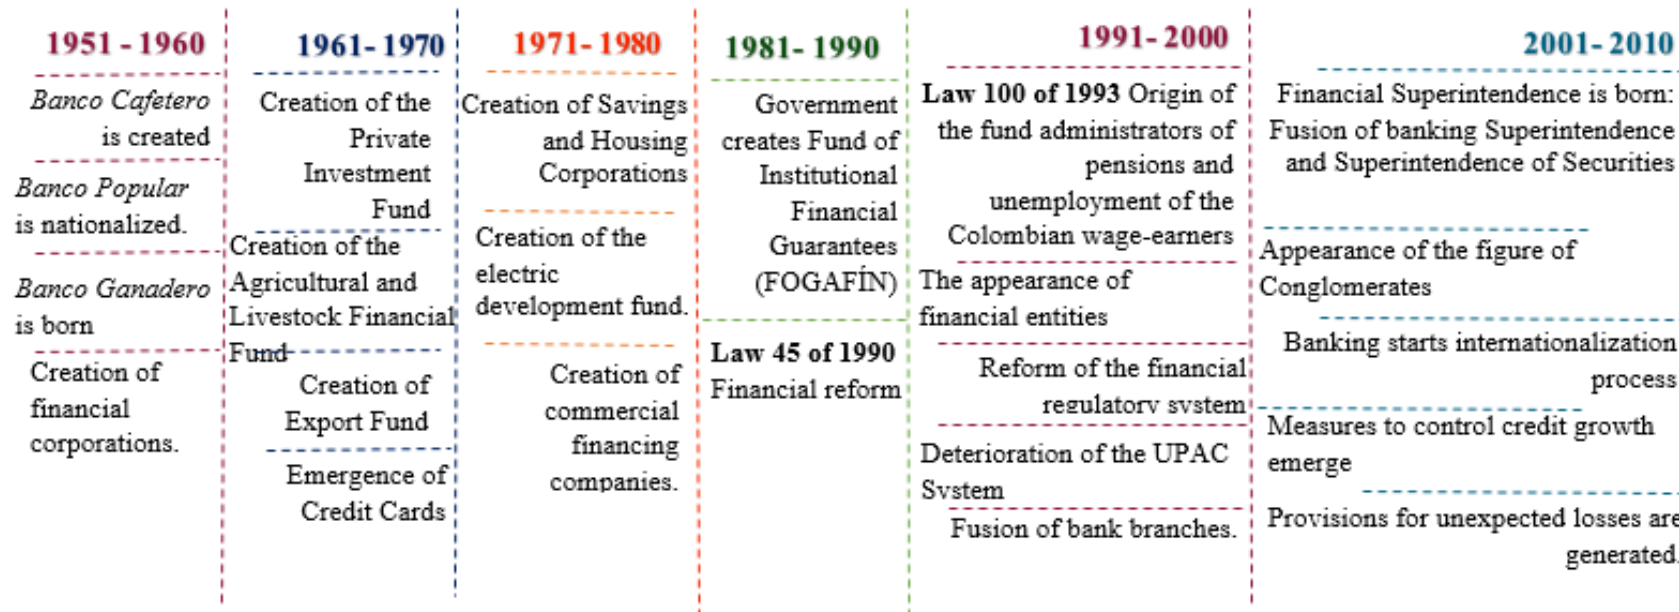 1951 - 1960
Banco Cafetero
is created
Banco Popular
is nationalized.
Banco Ganadero
is born
Creation of
financial
corporations.
1961- 1970
Creation of the
Private
Investment
Fund
Creation of the
Agricultural and
Livestock Financial
Fund
Creation of
Export Fund
Emergence of
Credit Cards
1971- 1980
Creation of Savings
and Housing
Corporations
Creation of the
electric
development fund.
Creation of
commercial
financing
companies.
1981- 1990
Government
creates Fund of
Institutional
Financial
Guarantees
(FOGAFÍN)
Law 45 of 1990
Financial reform
1991- 2000
Law 100 of 1993 Origin of
the fund administrators of
pensions and
unemployment of the
Colombian wage-earners
The appearance of
financial entities
Reform of the financial
regulatory system
Deterioration of the UPAC
System
Fusion of bank branches.
2001- 2010
Financial Superintendence is born:
Fusion of banking Superintendence
and Superintendence of Securities
Appearance of the figure of
Conglomerates
Banking starts internationalization
process
Measures to control credit growth
emerge
Provisions for unexpected losses are
generated.